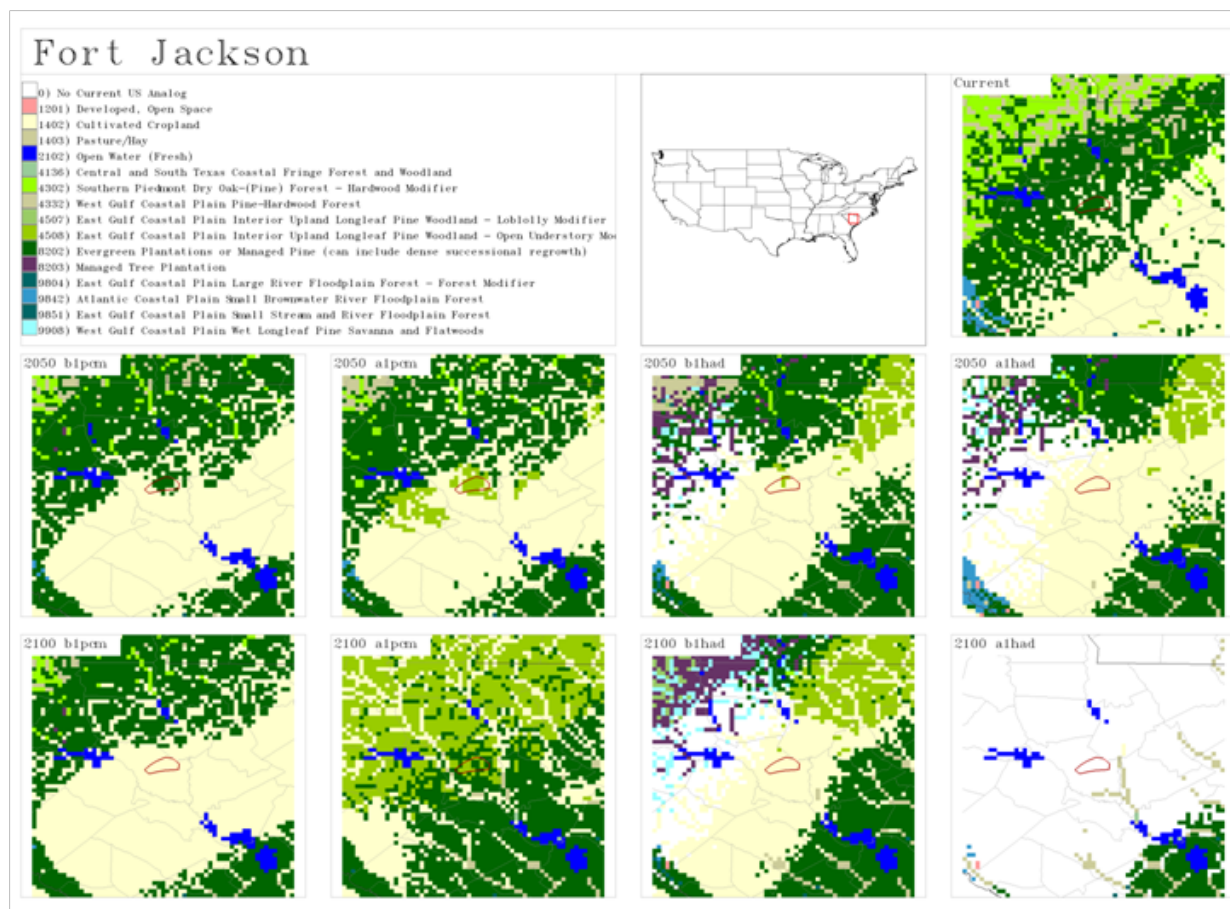 Fort Jackson
0) No Current US Analog
1201) Developed, Open Space
1402) Cultivated Cropland
1403) Pasture/Hay
2102) Open Water (Fresh)
4136) Central and South Texas Coastal Fringe Forest and Woodland
4302) Southern Piedmont Dry Oak-(Pine) Forest - Hardwood Modifier
4332) West Gulf Coastal Plain Pine-Hardwood Forest
4507) East Gulf Coastal Plain Interior Upland Longleaf Pine Woodland - Loblolly Modifier
4508) East Gulf Coastal Plain Interior Upland Longleaf Pine Woodland - Open Understory Mo
8202) Evergreen Plantations or Managed Pine (can include dense successional regrowth)
8203) Managed Tree Plantation
9804) East Gulf Coastal Plain Large River Floodplain Forest - Forest Modifier
9842) Atlantic Coastal Plain Small Brownwater River Floodplain Forest
9851) East Gulf Coastal Plain Small Stream and River Floodplain Forest
9908) West Gulf Coastal Plain Wet Longleaf Pine Savanna and Flatwoods
Current
2050 b1pcm
2050 a1pcm
2050 b1had
2050 a1had
2100 b1pcm
2100 a1pcm
2100 b1had
2100 a1had